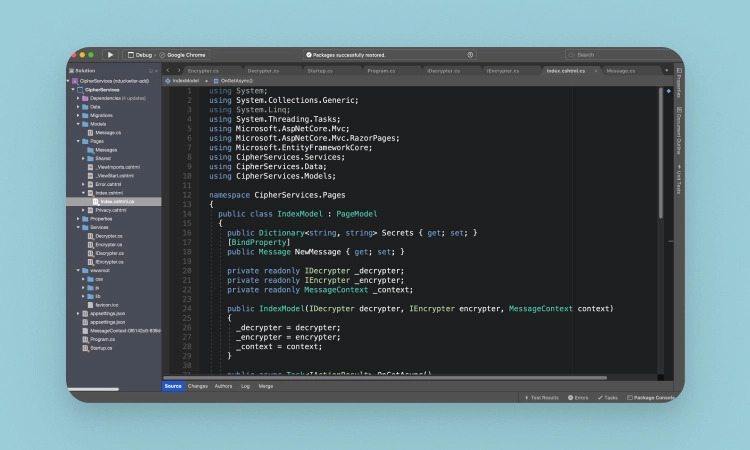 Debug › Google Chrome
Packages successfully restored.
Search
Solution
CipherServices
Dependencies (4 updates)
Data
Migrations
Models
Message.cs
Pages
Messages
Shared
_ViewImports.cshtml
_ViewStart.cshtml
Error.cshtml
Index.cshtml
Index.cshtml.cs
Privacy.cshtml
Properties
Services
Decrypter.cs
Encrypter.cs
IDecrypter.cs
IEncrypter.cs
wwwroot
css
js
lib
favicon.ico
appsettings.json
appsettings.json
Program.cs
Startup.cs
Encrypter.cs
Decrypter.cs
Startup.cs
Program.cs
IDecrypter.cs
IEncrypter.cs
Index.cshtml.cs ×
Message.cs
IndexModel
OnGetAsync()
1 using System;
2 using System.Collections.Generic;
3 using System.Linq;
4 using System.Threading.Tasks;
5 using Microsoft.AspNetCore.Mvc;
6 using Microsoft.AspNetCore.Mvc.RazorPages;
7 using Microsoft.EntityFrameworkCore;
8 using CipherServices.Services;
9 using CipherServices.Data;
10 using CipherServices.Models;
11
12 namespace CipherServices.Pages
13 {
14 public class IndexModel : PageModel
15 {
16 public Dictionary<string, string> Secrets { get; set; }
17 [BindProperty]
18 public Message NewMessage { get; set; }
19
20 private readonly IDecrypter _decrypter;
21 private readonly IEncrypter _encrypter;
22 private readonly MessageContext _context;
23
24 public IndexModel(IDecrypter decrypter, IEncrypter encrypter, MessageContext context)
25 {
26 _decrypter = decrypter;
27 _encrypter = encrypter;
28 _context = context;
29 }
30
31 public async Task<IActionResult> OnGetAsync()
Properties
Document Outline
Unit Tests
Source Changes Authors Log Merge
Test Results Errors Tasks Package Console